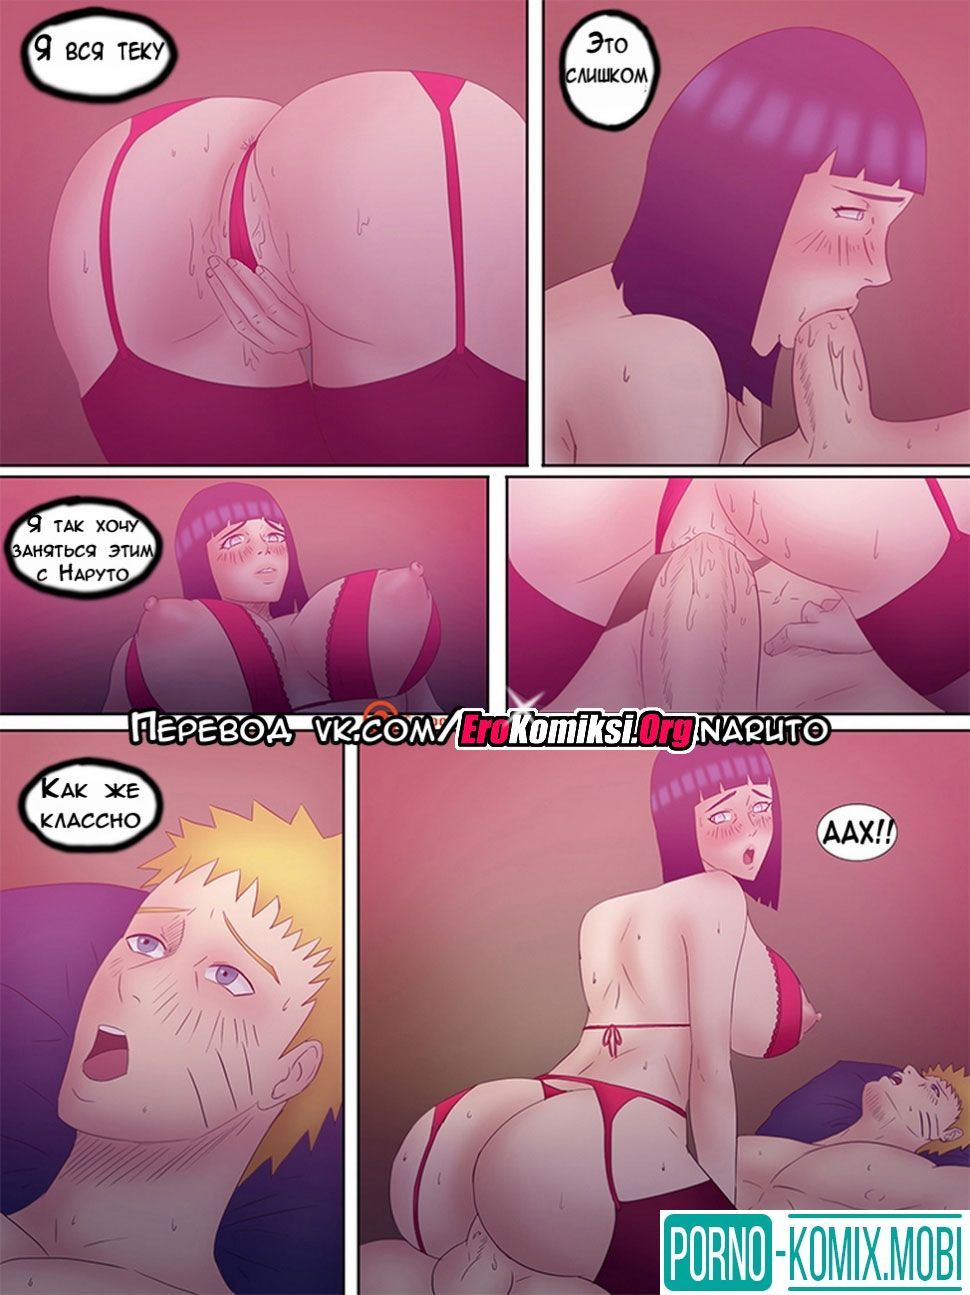 Я вся теку
Это
слишком
Я так хочу
заняться этим
с Наруто
Перевод vk.com/EroKomiksi.Org naruto
Как же
классно
ААХ!!
PORNO-KOMIX.MOBI